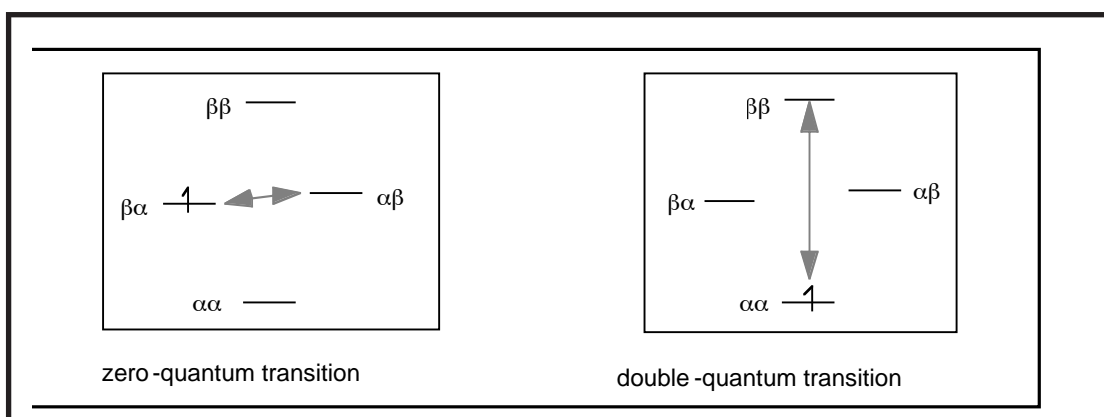 ββ ββ
βα αβ βα αβ
αα αα
zero-quantum transition
double-quantum transition